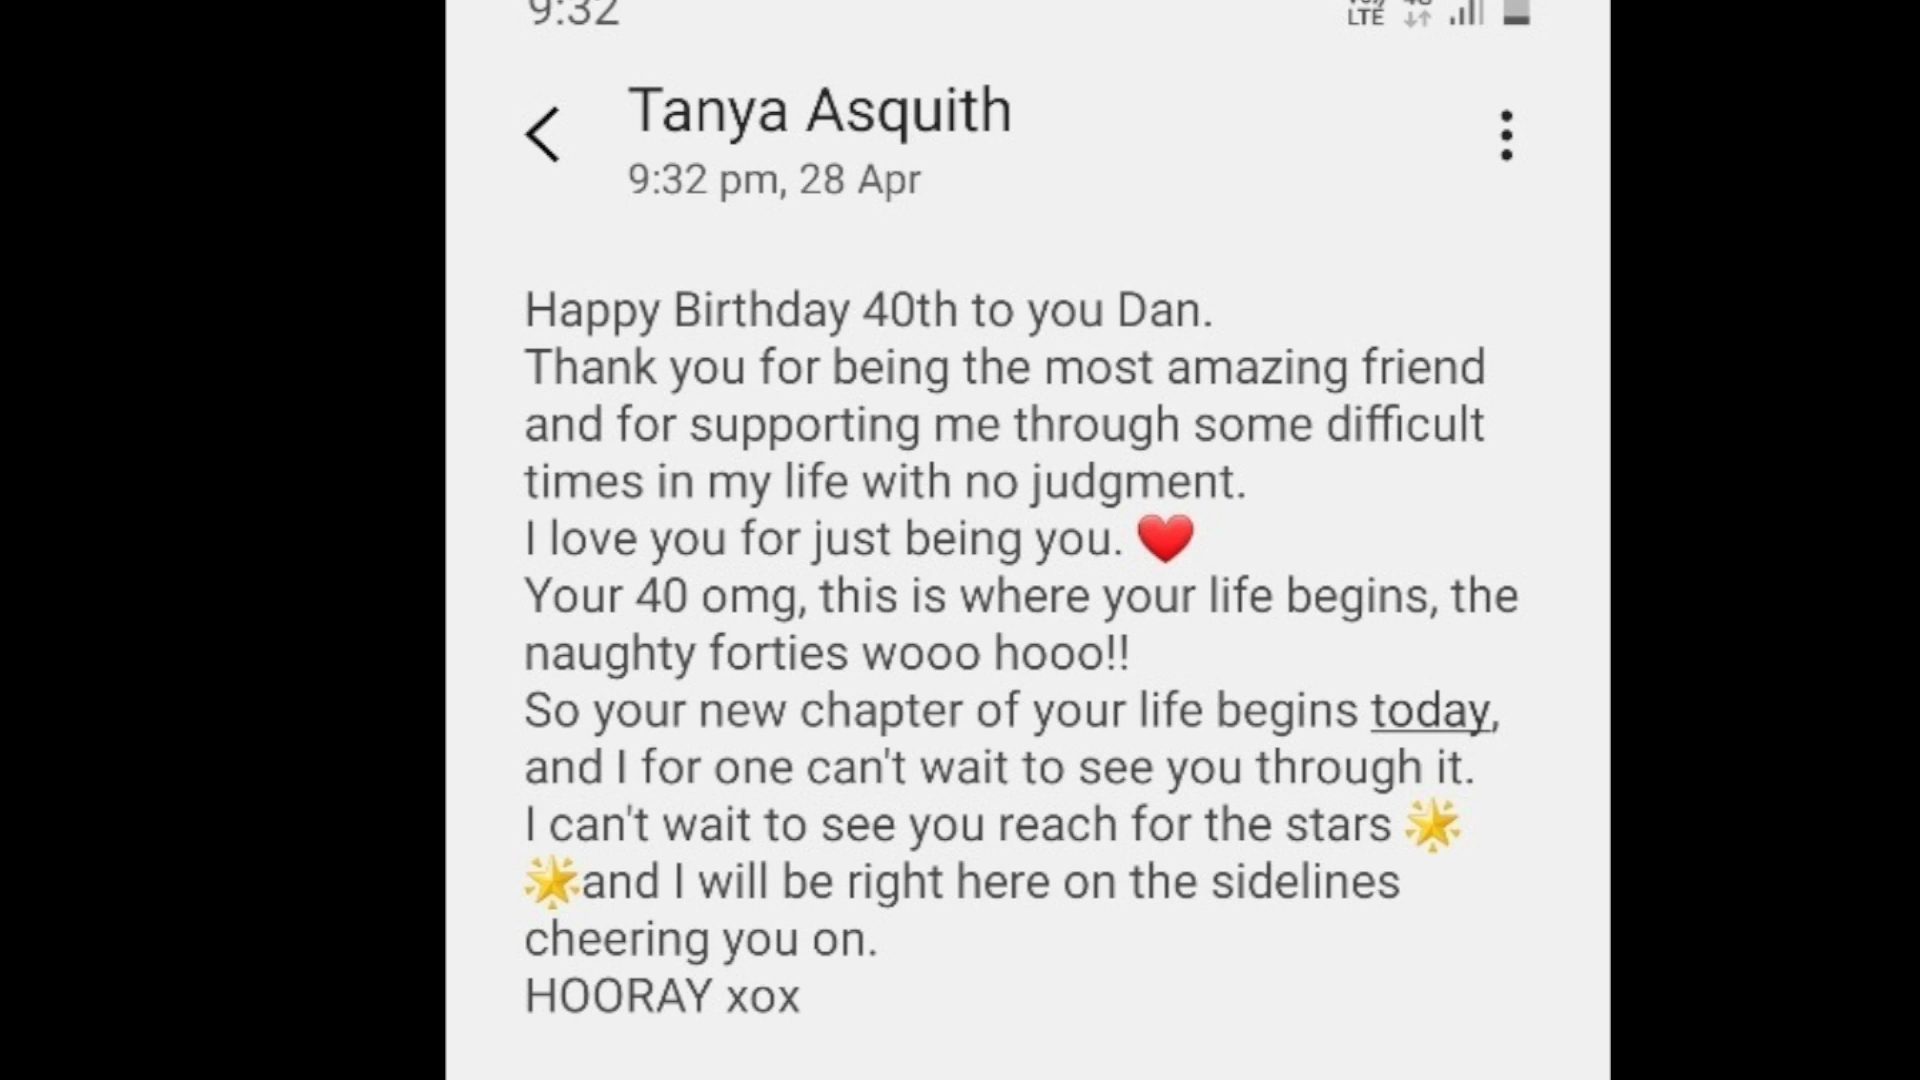 9:32
LTE
Tanya Asquith
9:32 pm, 28 Apr
Happy Birthday 40th to you Dan.
Thank you for being the most amazing friend
and for supporting me through some difficult
times in my life with no judgment.
I love you for just being you. ❤️
Your 40 omg, this is where your life begins, the
naughty forties wooo hooo!!
So your new chapter of your life begins today,
and I for one can't wait to see you through it.
I can't wait to see you reach for the stars 🌟
🌟and I will be right here on the sidelines
cheering you on.
HOORAY xox